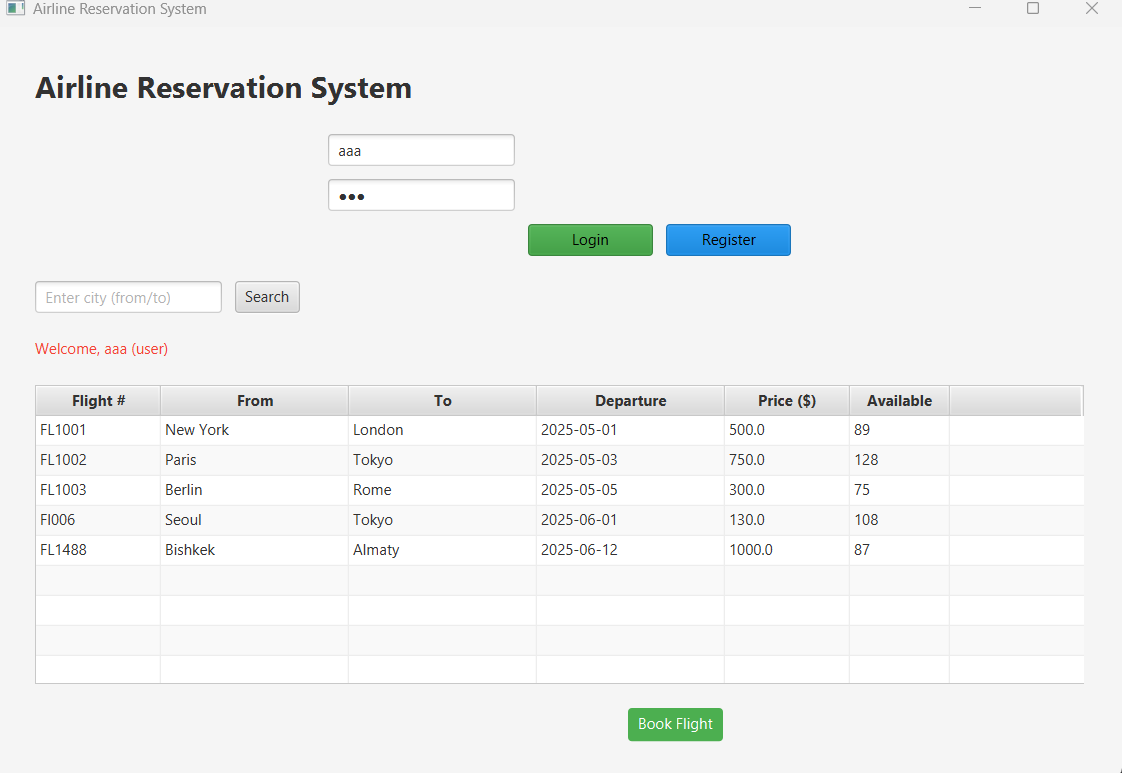 Airline Reservation System
Airline Reservation System
aaa
●●●
Login Register
Enter city (from/to) Search
Welcome, aaa (user)
Flight # From To Departure Price ($) Available
FL1001 New York London 2025-05-01 500.0 89
FL1002 Paris Tokyo 2025-05-03 750.0 128
FL1003 Berlin Rome 2025-05-05 300.0 75
Fl006 Seoul Tokyo 2025-06-01 130.0 108
FL1488 Bishkek Almaty 2025-06-12 1000.0 87
Book Flight